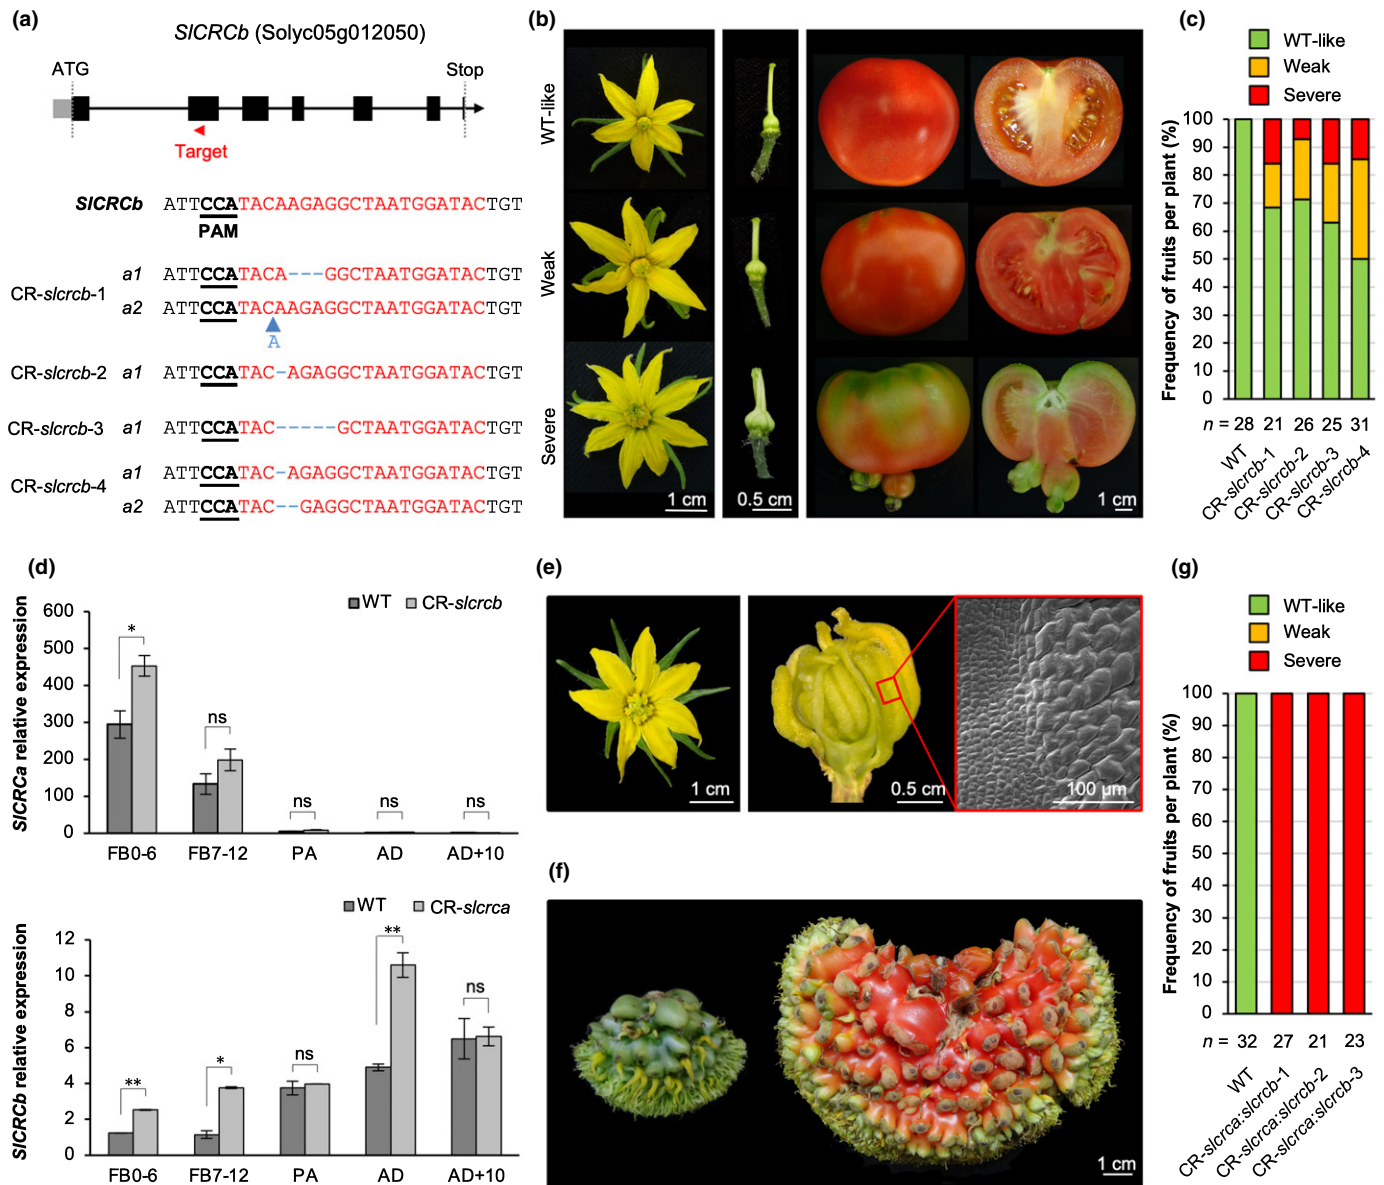 (a)
SlCRCb (Solyc05g012050)
ATG
Stop
Target
SlCRCb ATTCCATACAAGAGGCTAATGGATACTGT
PAM
CR-slcrcb-1
a1 ATTCCATACA---GGCTAATGGATACTGT
a2 ATTCCATACAAGAGGCTAATGGATACTGT
A
CR-slcrcb-2 a1 ATTCCATAC-AGAGGCTAATGGATACTGT
CR-slcrcb-3 a1 ATTCCATAC-----GCTAATGGATACTGT
CR-slcrcb-4
a1 ATTCCATAC-AGAGGCTAATGGATACTGT
a2 ATTCCATAC--GAGGCTAATGGATACTGT
(b)
WT-like
Weak
Severe
1 cm
0.5 cm
1 cm
(c)
WT-like
Weak
Severe
Frequency of fruits per plant (%)
100
90
80
70
60
50
40
30
20
10
0
n = 28 21 26 25 31
WT
CR-slcrcb-1
CR-slcrcb-2
CR-slcrcb-3
CR-slcrcb-4
(d)
WT CR-slcrcb
SlCRCa relative expression
600
500
400
300
200
100
0
*
ns
ns
ns
ns
FB0-6 FB7-12 PA AD AD+10
WT CR-slcrca
SlCRCb relative expression
12
10
8
6
4
2
0
**
*
ns
**
ns
FB0-6 FB7-12 PA AD AD+10
(e)
1 cm
0.5 cm
100 µm
(f)
1 cm
(g)
WT-like
Weak
Severe
Frequency of fruits per plant (%)
100
90
80
70
60
50
40
30
20
10
0
n = 32 27 21 23
WT
CR-slcrca:slcrcb-1
CR-slcrca:slcrcb-2
CR-slcrca:slcrcb-3